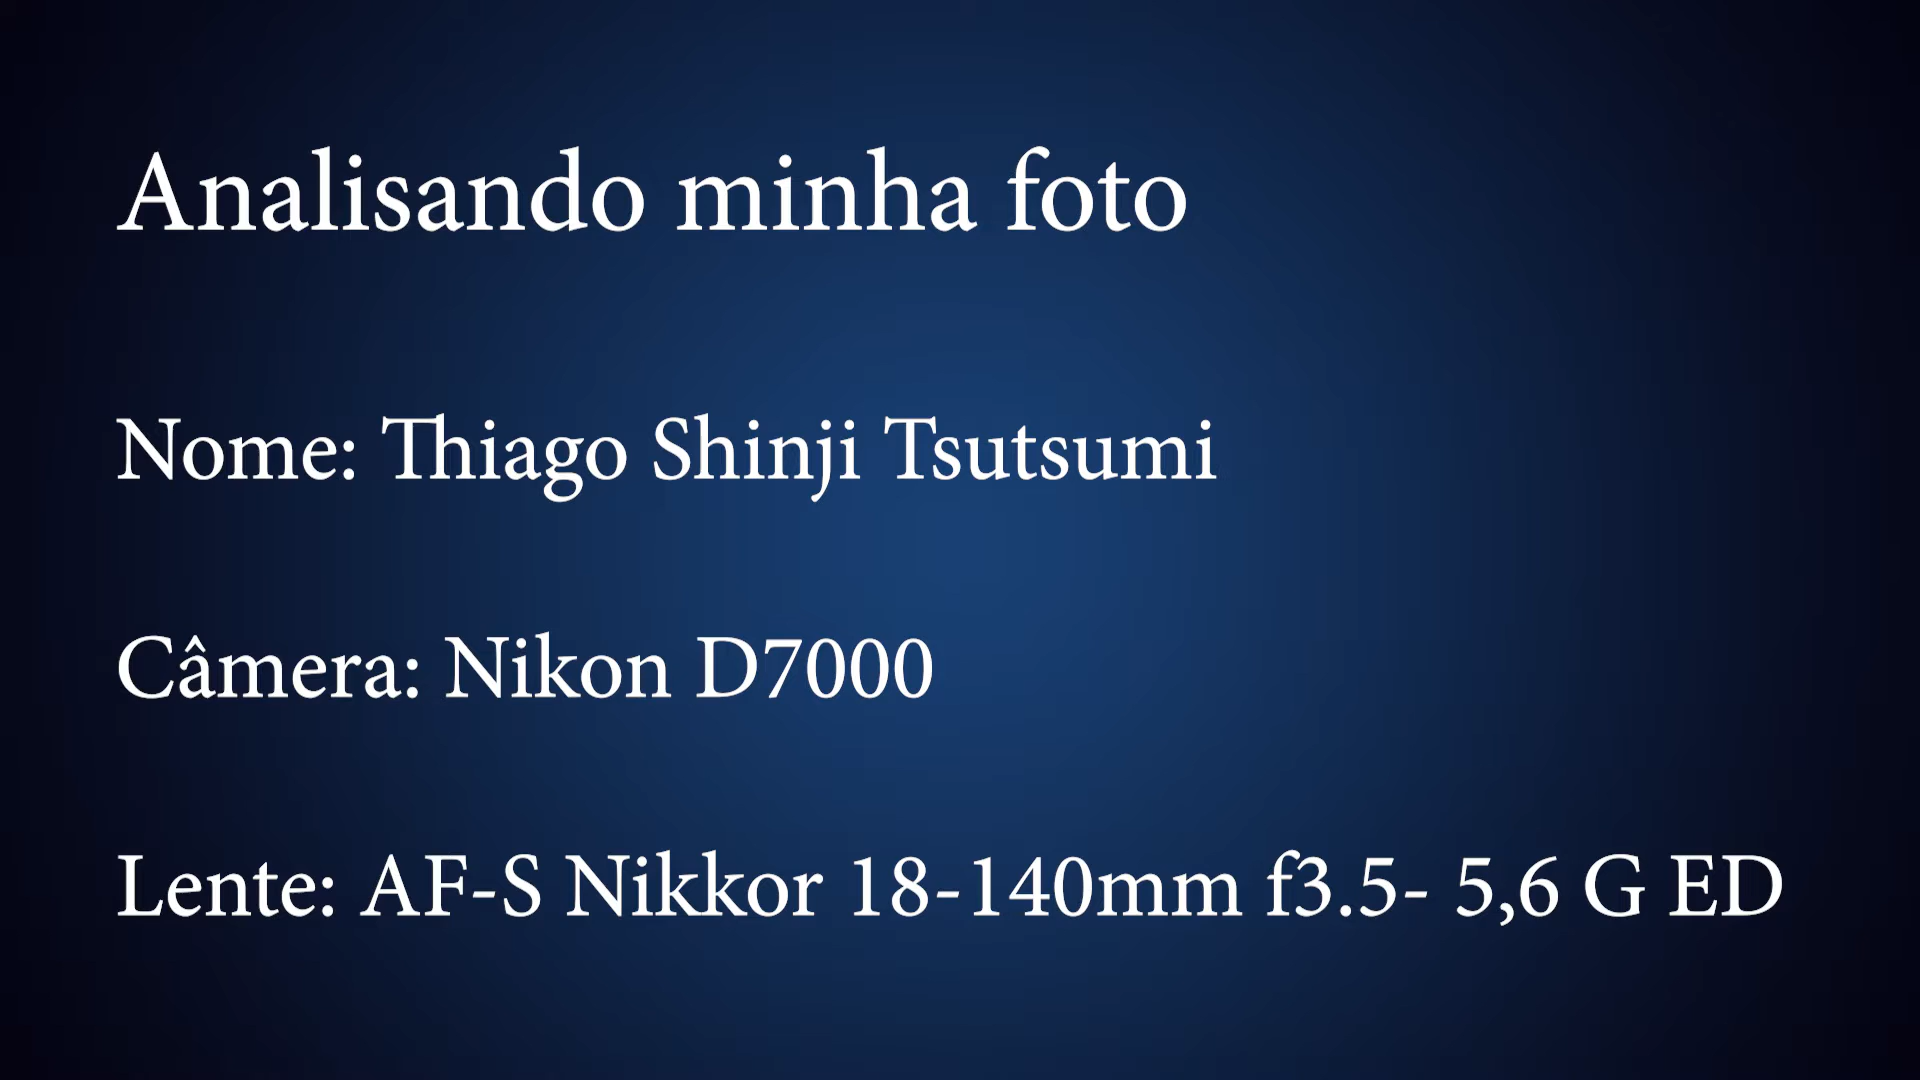 Analisando minha foto
Nome: Thiago Shinji Tsutsumi
Câmera: Nikon D7000
Lente: AF-S Nikkor 18-140mm f3.5- 5,6 G ED